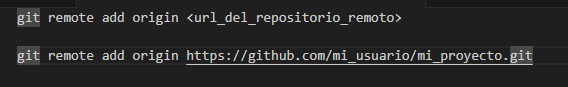 git remote add origin <url_del_repositorio_remoto>
git remote add origin https://github.com/mi_usuario/mi_proyecto.git